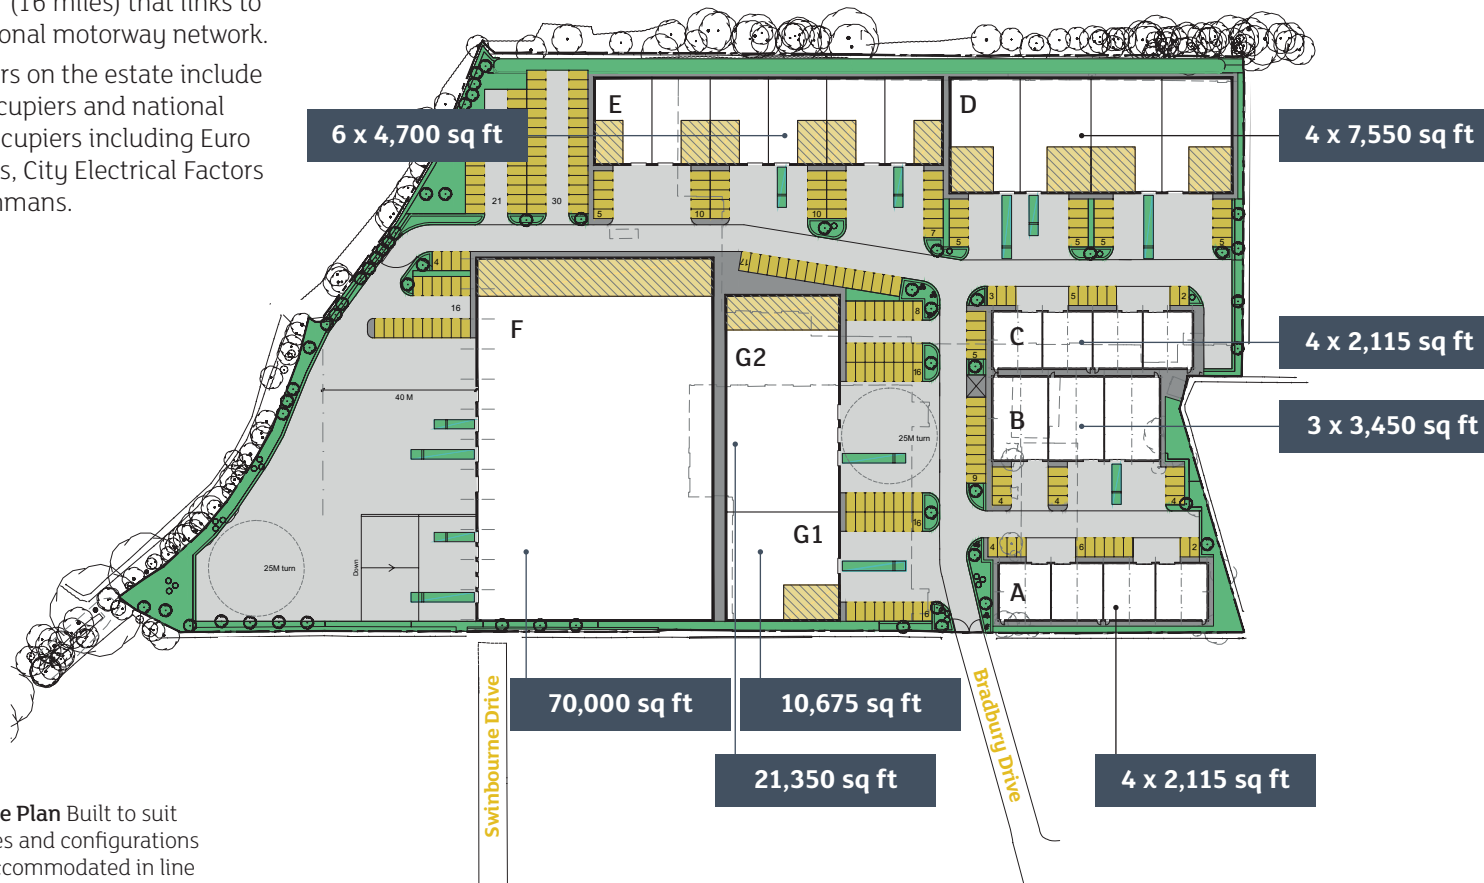 (16 miles) that links to
onal motorway network.
rs on the estate include
cupiers and national
cupiers including Euro
s, City Electrical Factors
nmans.
6 x 4,700 sq ft
E
D
4 x 7,550 sq ft
21
30
5
10
10
7
5
5
5
5
4
17
16
F
G2
8
16
3
5
2
C
5
4 x 2,115 sq ft
40 M
25M turn
B
3 x 3,450 sq ft
9
4
4
4
G1
16
4
6
2
25M turn
Down
A
6
70,000 sq ft
10,675 sq ft
21,350 sq ft
4 x 2,115 sq ft
Swinbourne Drive
Bradbury Drive
e Plan Built to suit
es and configurations
ccommodated in line